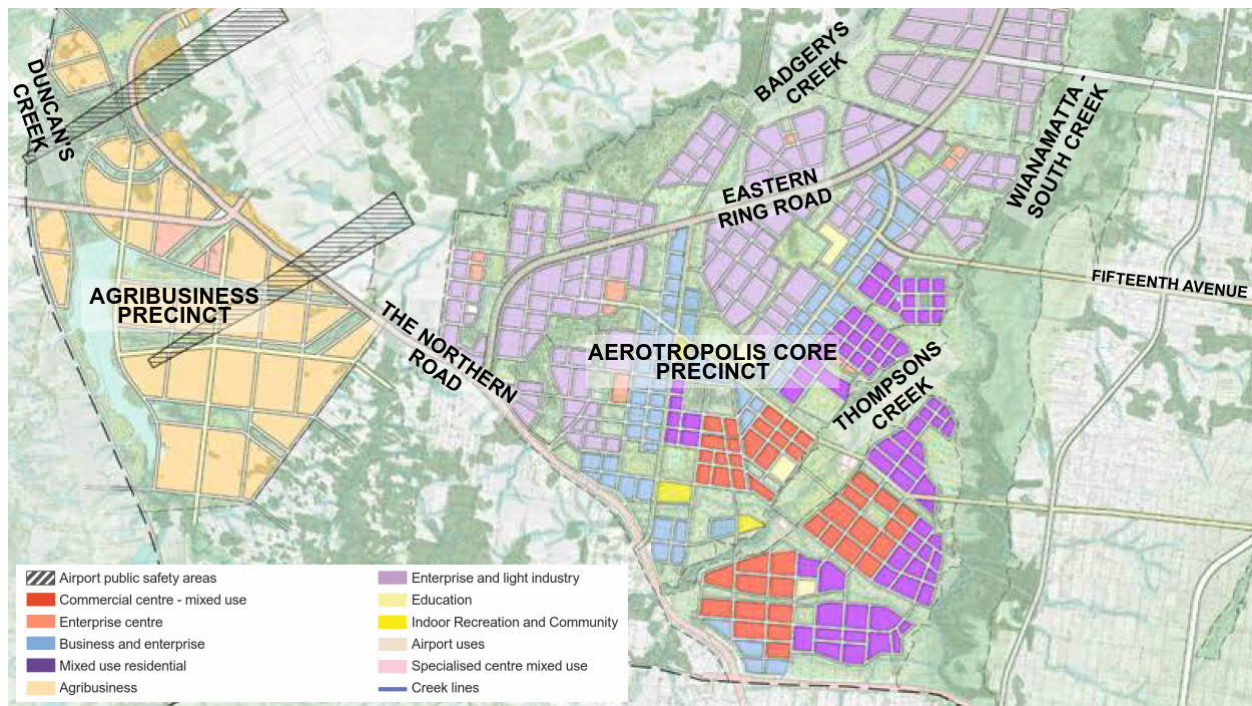 DUNCAN'S
CREEK
BADGERYS
CREEK
WIANAMATTA -
SOUTH CREEK
EASTERN
RING ROAD
FIFTEENTH AVENUE
AGRIBUSINESS
PRECINCT
THE NORTHERN
ROAD
AEROTROPOLIS CORE
PRECINCT
THOMPSONS
CREEK
Airport public safety areas
Commercial centre - mixed use
Enterprise centre
Business and enterprise
Mixed use residential
Agribusiness
Enterprise and light industry
Education
Indoor Recreation and Community
Airport uses
Specialised centre mixed use
Creek lines